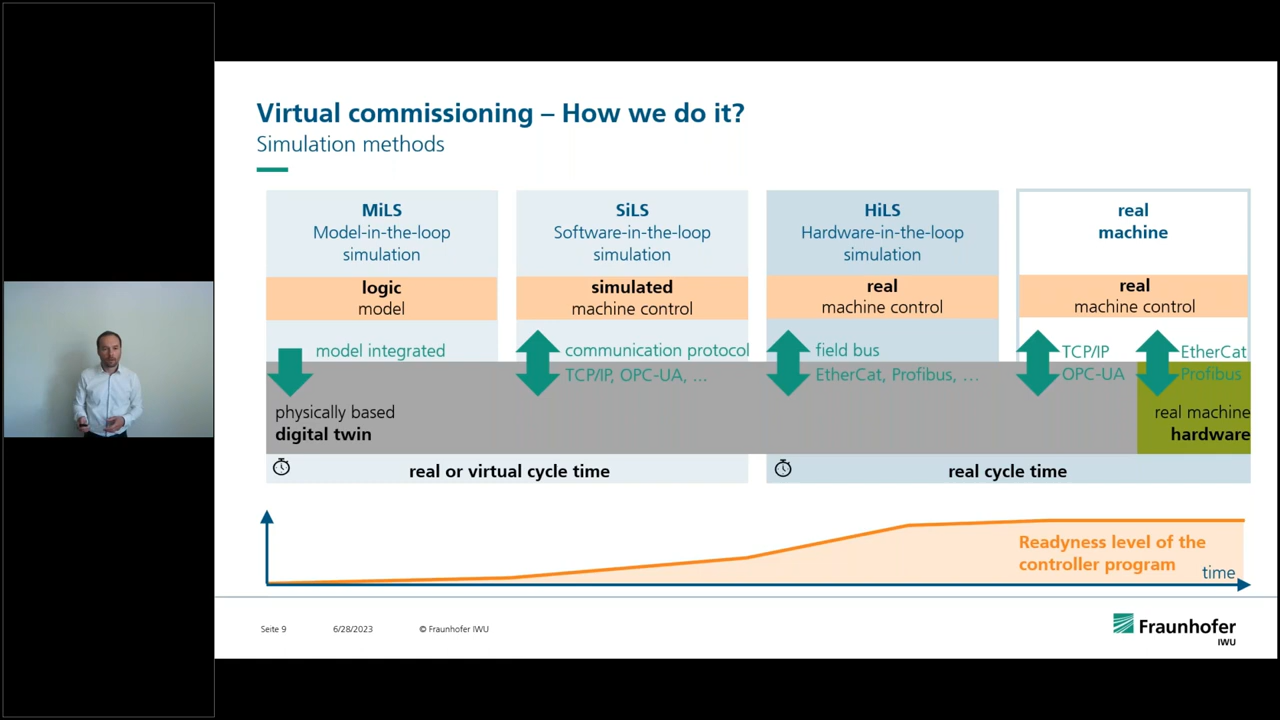 Virtual commissioning – How we do it?
Simulation methods
MiLS
Model-in-the-loop
simulation
logic
model
model integrated
SiLS
Software-in-the-loop
simulation
simulated
machine control
communication protocol
TCP/IP, OPC-UA, ...
HiLS
Hardware-in-the-loop
simulation
real
machine control
field bus
EtherCat, Profibus, ...
real
machine
real
machine control
TCP/IP
OPC-UA
EtherCat
Profibus
physically based
digital twin
real machine
hardware
real or virtual cycle time
real cycle time
Readyness level of the
controller program
time
Seite 9
6/28/2023
© Fraunhofer IWU
Fraunhofer
IWU